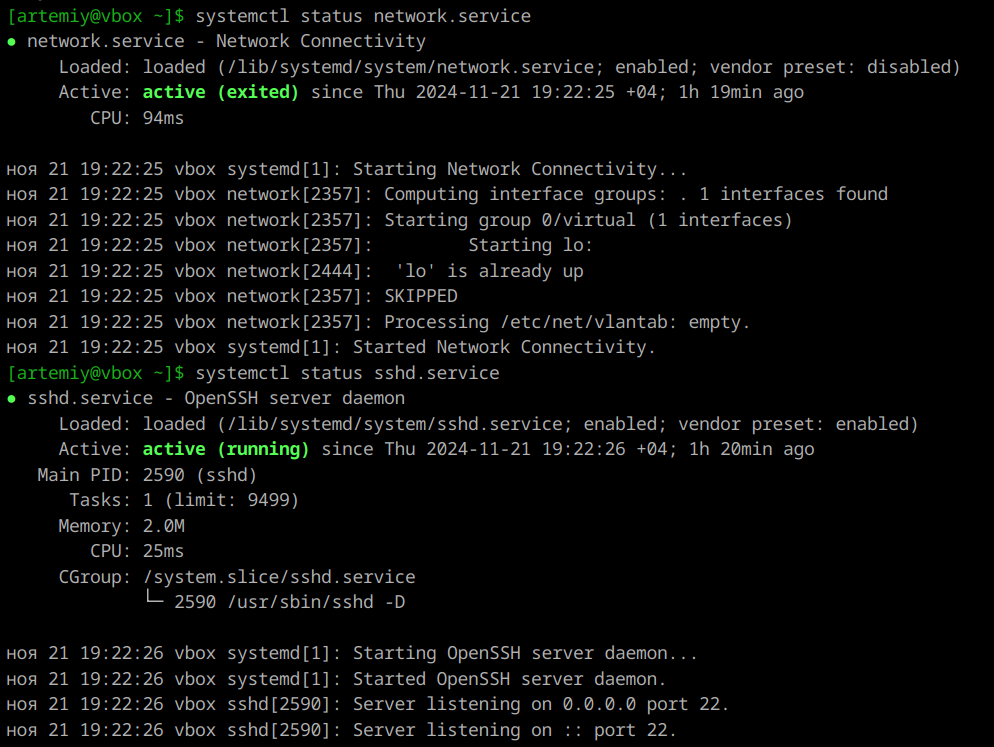 [artemiy@vbox ~]$ systemctl status network.service
● network.service - Network Connectivity
     Loaded: loaded (/lib/systemd/system/network.service; enabled; vendor preset: disabled)
     Active: active (exited) since Thu 2024-11-21 19:22:25 +04; 1h 19min ago
        CPU: 94ms

ноя 21 19:22:25 vbox systemd[1]: Starting Network Connectivity...
ноя 21 19:22:25 vbox network[2357]: Computing interface groups: . 1 interfaces found
ноя 21 19:22:25 vbox network[2357]: Starting group 0/virtual (1 interfaces)
ноя 21 19:22:25 vbox network[2357]:         Starting lo:
ноя 21 19:22:25 vbox network[2444]:  'lo' is already up
ноя 21 19:22:25 vbox network[2357]: SKIPPED
ноя 21 19:22:25 vbox network[2357]: Processing /etc/net/vlantab: empty.
ноя 21 19:22:25 vbox systemd[1]: Started Network Connectivity.
[artemiy@vbox ~]$ systemctl status sshd.service
● sshd.service - OpenSSH server daemon
     Loaded: loaded (/lib/systemd/system/sshd.service; enabled; vendor preset: enabled)
     Active: active (running) since Thu 2024-11-21 19:22:26 +04; 1h 20min ago
   Main PID: 2590 (sshd)
      Tasks: 1 (limit: 9499)
     Memory: 2.0M
        CPU: 25ms
     CGroup: /system.slice/sshd.service
             └─ 2590 /usr/sbin/sshd -D

ноя 21 19:22:26 vbox systemd[1]: Starting OpenSSH server daemon...
ноя 21 19:22:26 vbox systemd[1]: Started OpenSSH server daemon.
ноя 21 19:22:26 vbox sshd[2590]: Server listening on 0.0.0.0 port 22.
ноя 21 19:22:26 vbox sshd[2590]: Server listening on :: port 22.